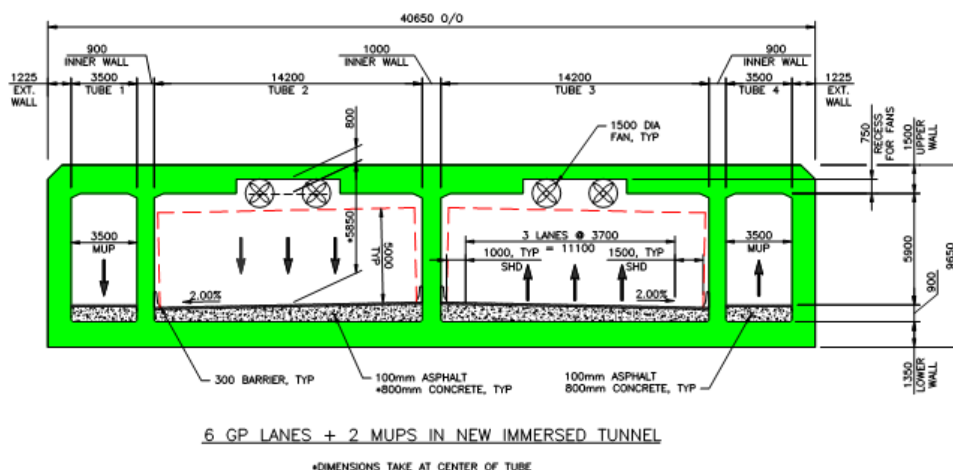 40650 O/O
900
INNER WALL
1000
INNER WALL
900
INNER WALL
1225
EXT.
WALL
3500
TUBE 1
14200
TUBE 2
14200
TUBE 3
3500
TUBE 4
1225
EXT.
WALL
800
1500 DIA
FAN, TYP
750
RECESS
FOR FANS
1500
UPPER
WALL
3500
MUP
*5850
5000
TYP
3 LANES @ 3700
= 11100
1000, TYP
SHD
1500, TYP
SHD
3500
MUP
5900
9650
900
2.00%
2.00%
1350
LOWER
WALL
300 BARRIER, TYP
100mm ASPHALT
*800mm CONCRETE, TYP
100mm ASPHALT
800mm CONCRETE, TYP
6 GP LANES + 2 MUPS IN NEW IMMERSED TUNNEL
*DIMENSIONS TAKE AT CENTER OF TUBE